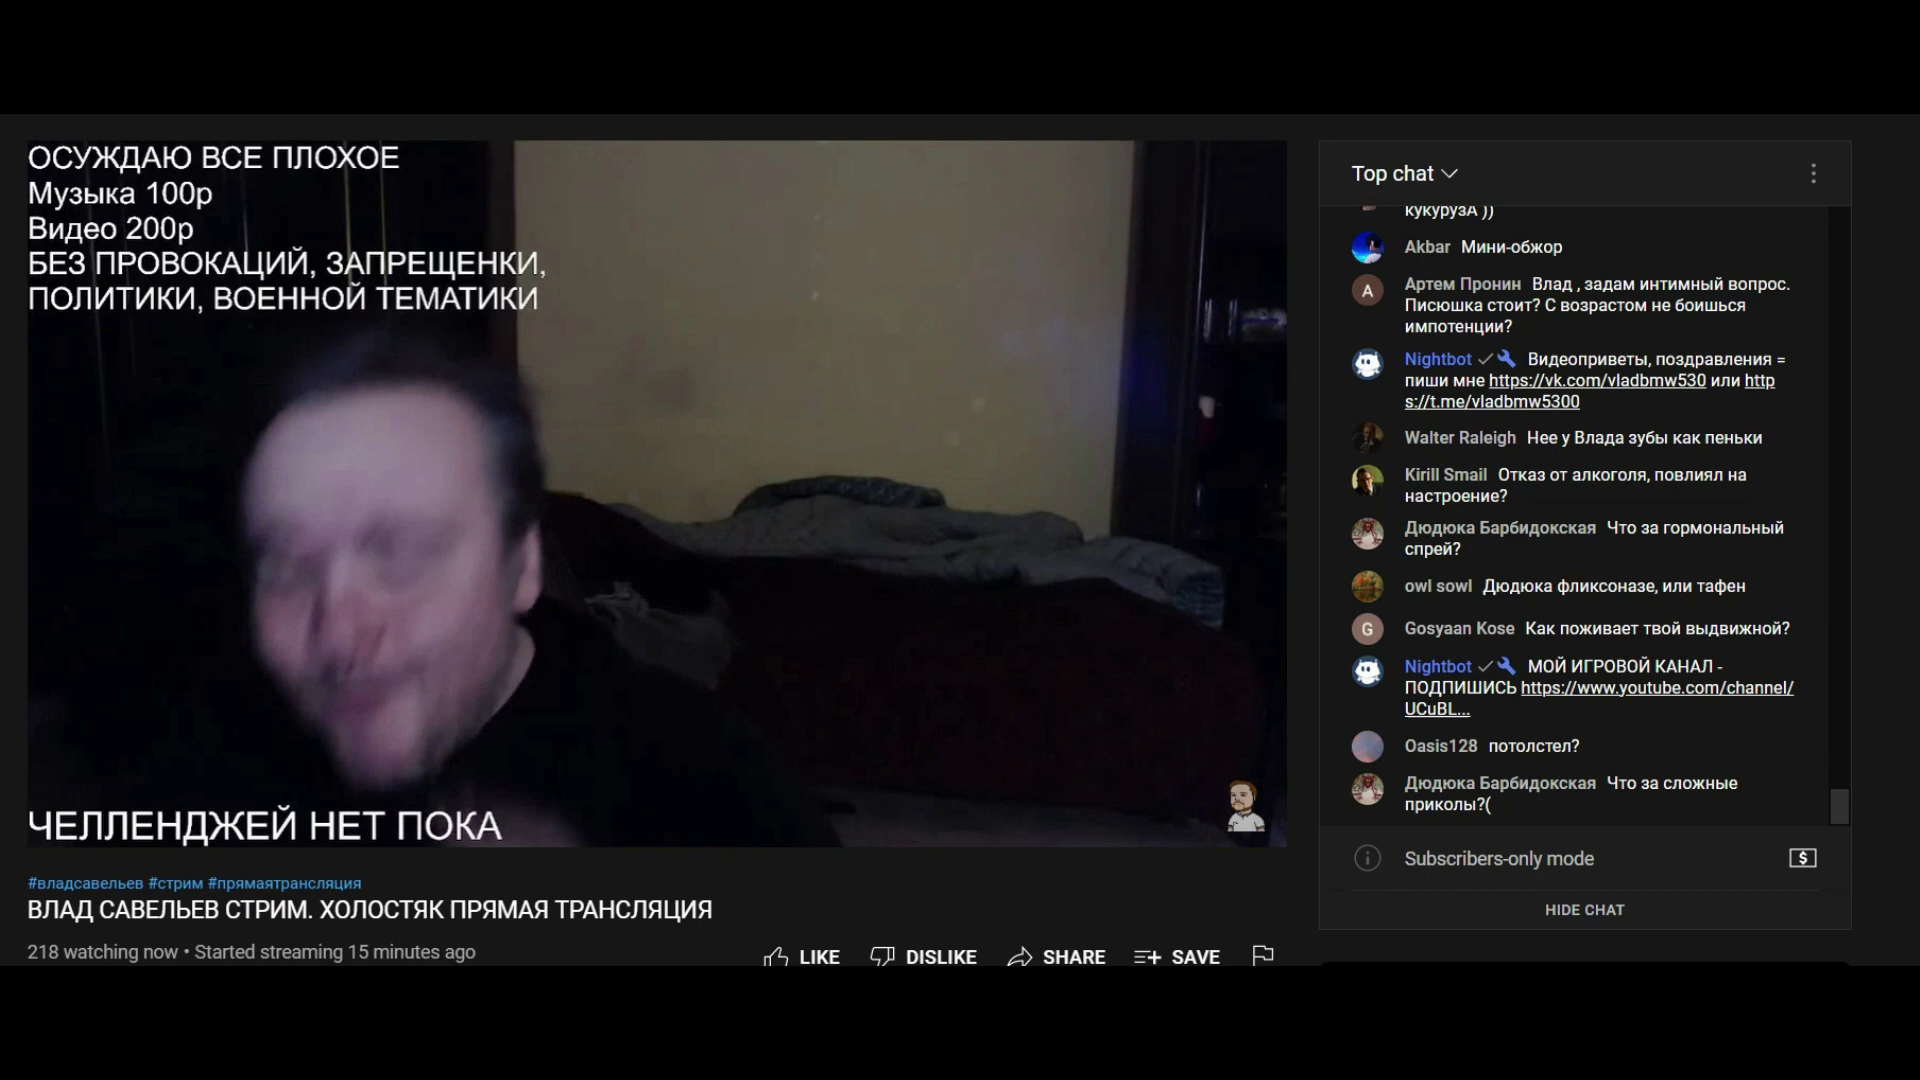 ОСУЖДАЮ ВСЕ ПЛОХОЕ
Музыка 100р
Видео 200р
БЕЗ ПРОВОКАЦИЙ, ЗАПРЕЩЕНКИ,
ПОЛИТИКИ, ВОЕННОЙ ТЕМАТИКИ
ЧЕЛЛЕНДЖЕЙ НЕТ ПОКА
#владсавельев #стрим #прямаятрансляция
ВЛАД САВЕЛЬЕВ СТРИМ. ХОЛОСТЯК ПРЯМАЯ ТРАНСЛЯЦИЯ
218 watching now • Started streaming 15 minutes ago
LIKE DISLIKE SHARE SAVE
Top chat
кукурузА ))
Akbar Мини-обжор
Артем Пронин Влад , задам интимный вопрос.
Писюшка стоит? С возрастом не боишься
импотенции?
Nightbot Видеоприветы, поздравления =
пиши мне https://vk.com/vladbmw530 или http
s://t.me/vladbmw5300
Walter Raleigh Нее у Влада зубы как пеньки
Kirill Smail Отказ от алкоголя, повлиял на
настроение?
Дюдюка Барбидокская Что за гормональный
спрей?
owl sowl Дюдюка фликсоназе, или тафен
G Gosyaan Kose Как поживает твой выдвижной?
Nightbot МОЙ ИГРОВОЙ КАНАЛ -
ПОДПИШИСЬ https://www.youtube.com/channel/
UCuBL...
Oasis128 потолстел?
Дюдюка Барбидокская Что за сложные
приколы?(
Subscribers-only mode
HIDE CHAT